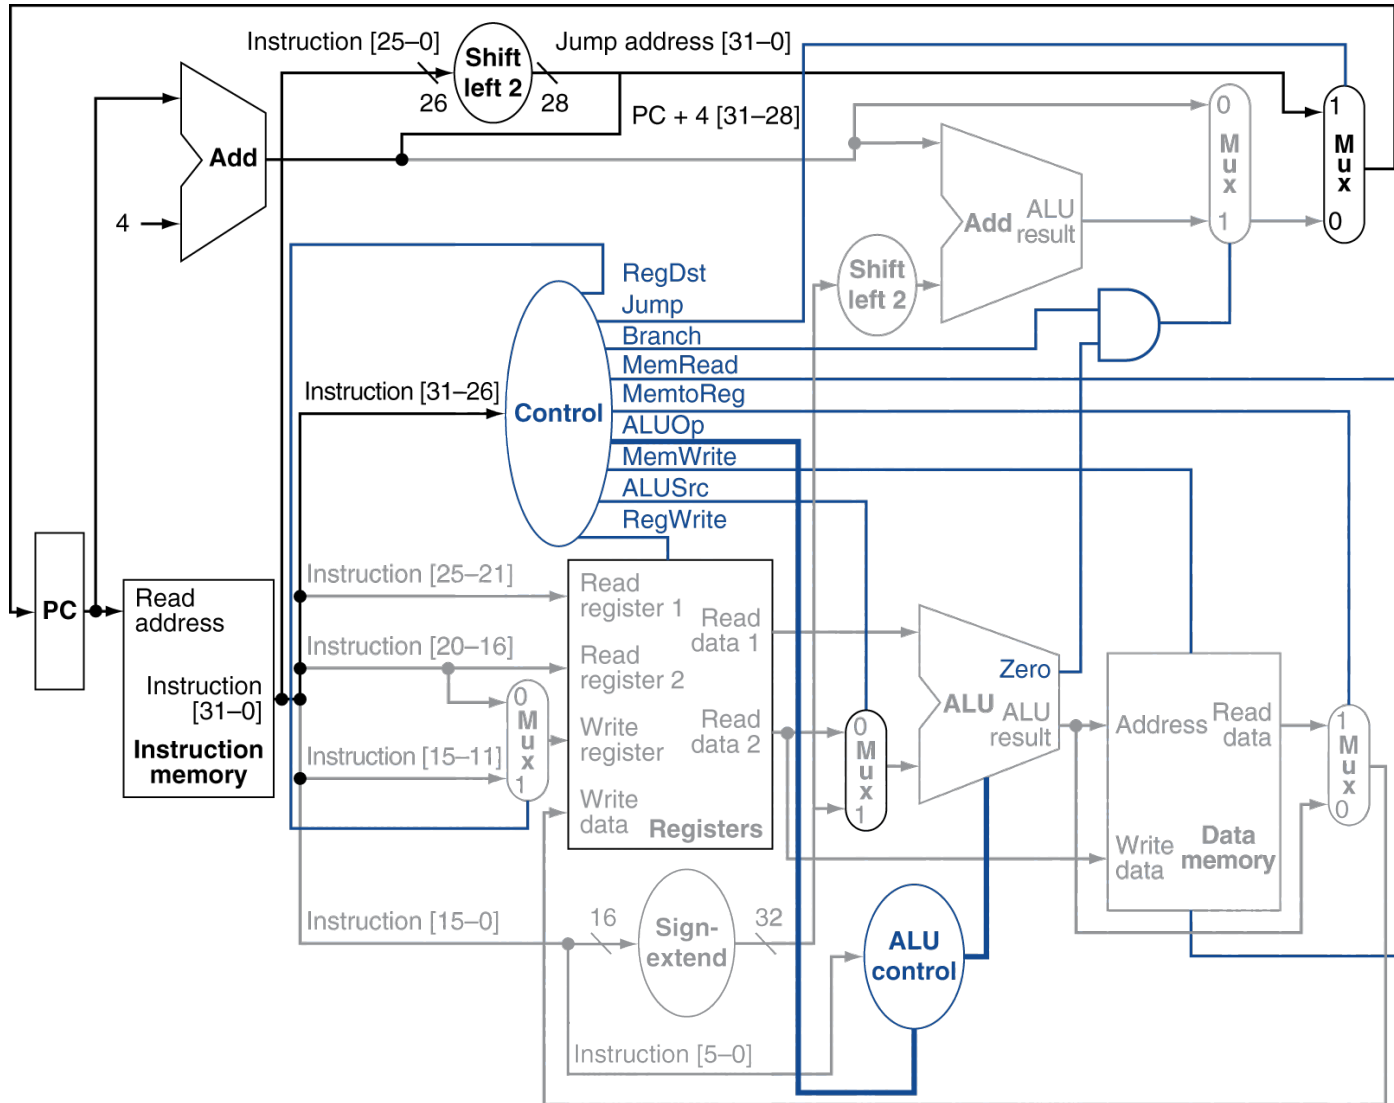 Instruction [25–0]
Shift
left 2
Jump address [31–0]
26
28
PC + 4 [31–28]
Add
4
0
M
u
x
1
1
M
u
x
0
Add
ALU
result
Shift
left 2
RegDst
Jump
Branch
MemRead
MemtoReg
ALUOp
MemWrite
ALUSrc
RegWrite
Instruction [31–26]
Control
PC
Read
address
Instruction
[31–0]
Instruction
memory
Instruction [25–21]
Instruction [20–16]
Instruction [15–11]
0
M
u
x
1
Read
register 1
Read
register 2
Write
register
Write
data
Read
data 1
Read
data 2
Registers
0
M
u
x
1
Zero
ALU
ALU
result
Address
Read
data
Write
data
Data
memory
1
M
u
x
0
Instruction [15–0]
16
Sign-
extend
32
ALU
control
Instruction [5–0]